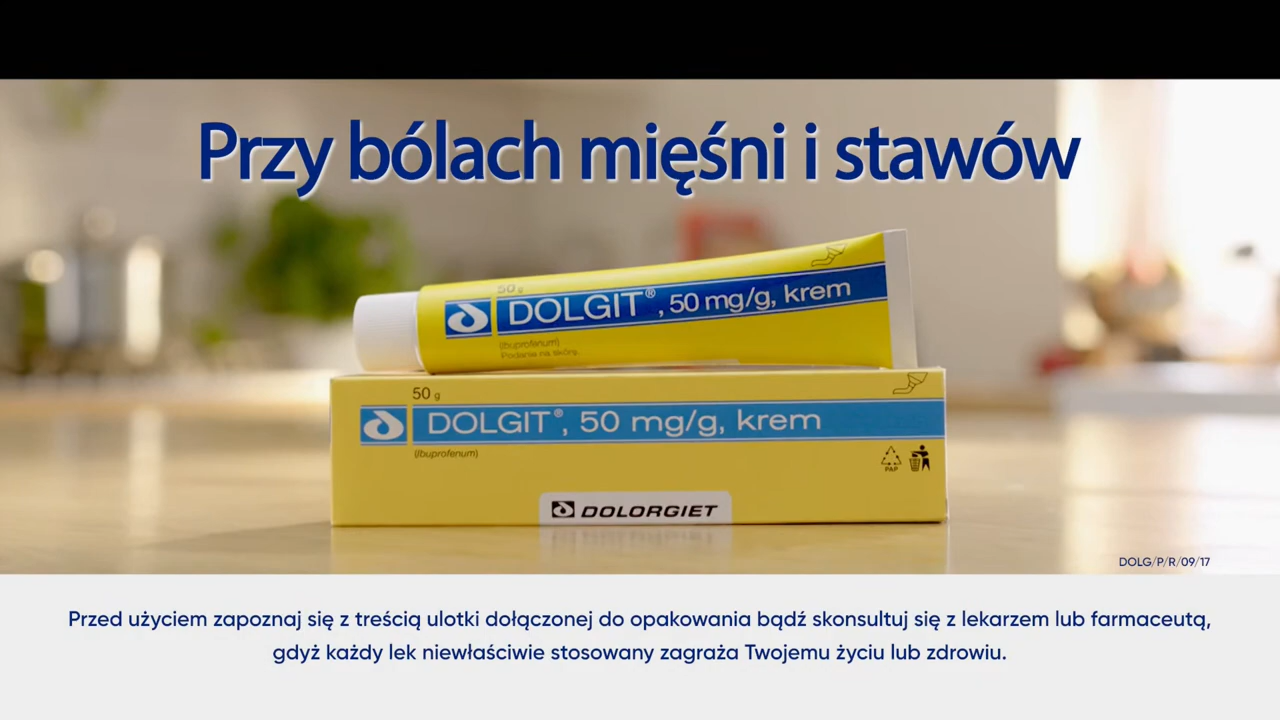 Przy bólach mięśni i stawów
50 g
DOLGIT®, 50 mg/g, krem
(Ibuprofenum)
Podanie na skórę.
50 g
DOLGIT®, 50 mg/g, krem
(Ibuprofenum)
PAP
DOLORGIET
DOLG/P/R/09/17
Przed użyciem zapoznaj się z treścią ulotki dołączonej do opakowania bądź skonsultuj się z lekarzem lub farmaceutą,
gdyż każdy lek niewłaściwie stosowany zagraża Twojemu życiu lub zdrowiu.